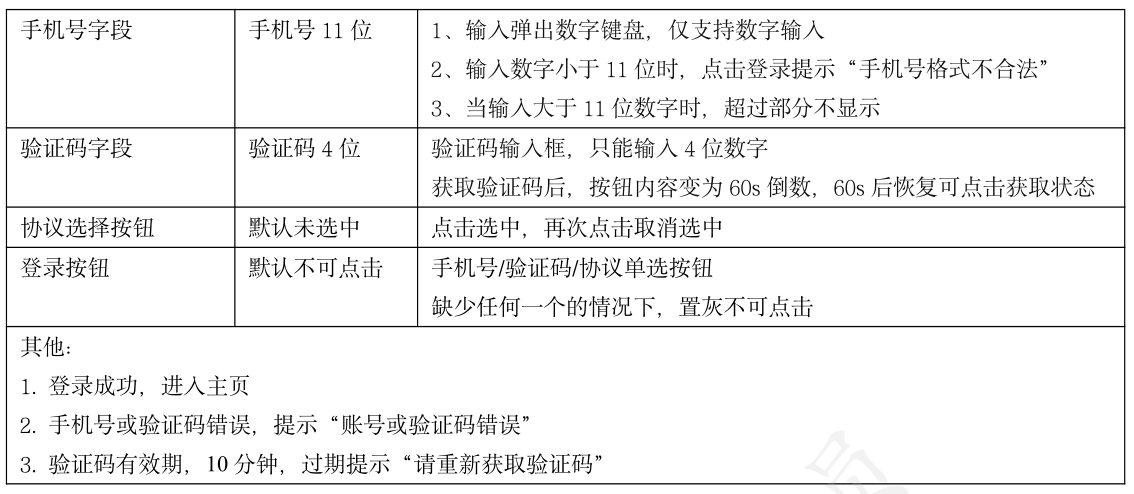 手机号字段 手机号 11 位 1、输入弹出数字键盘，仅支持数字输入
2、输入数字小于 11 位时，点击登录提示“手机号格式不合法”
3、当输入大于 11 位数字时，超过部分不显示
验证码字段 验证码 4 位 验证码输入框，只能输入 4 位数字
获取验证码后，按钮内容变为 60s 倒数，60s 后恢复可点击获取状态
协议选择按钮 默认未选中 点击选中，再次点击取消选中
登录按钮 默认不可点击 手机号/验证码/协议单选按钮
缺少任何一个的情况下，置灰不可点击
其他：
1. 登录成功，进入主页
2. 手机号或验证码错误，提示“账号或验证码错误”
3. 验证码有效期，10 分钟，过期提示“请重新获取验证码”